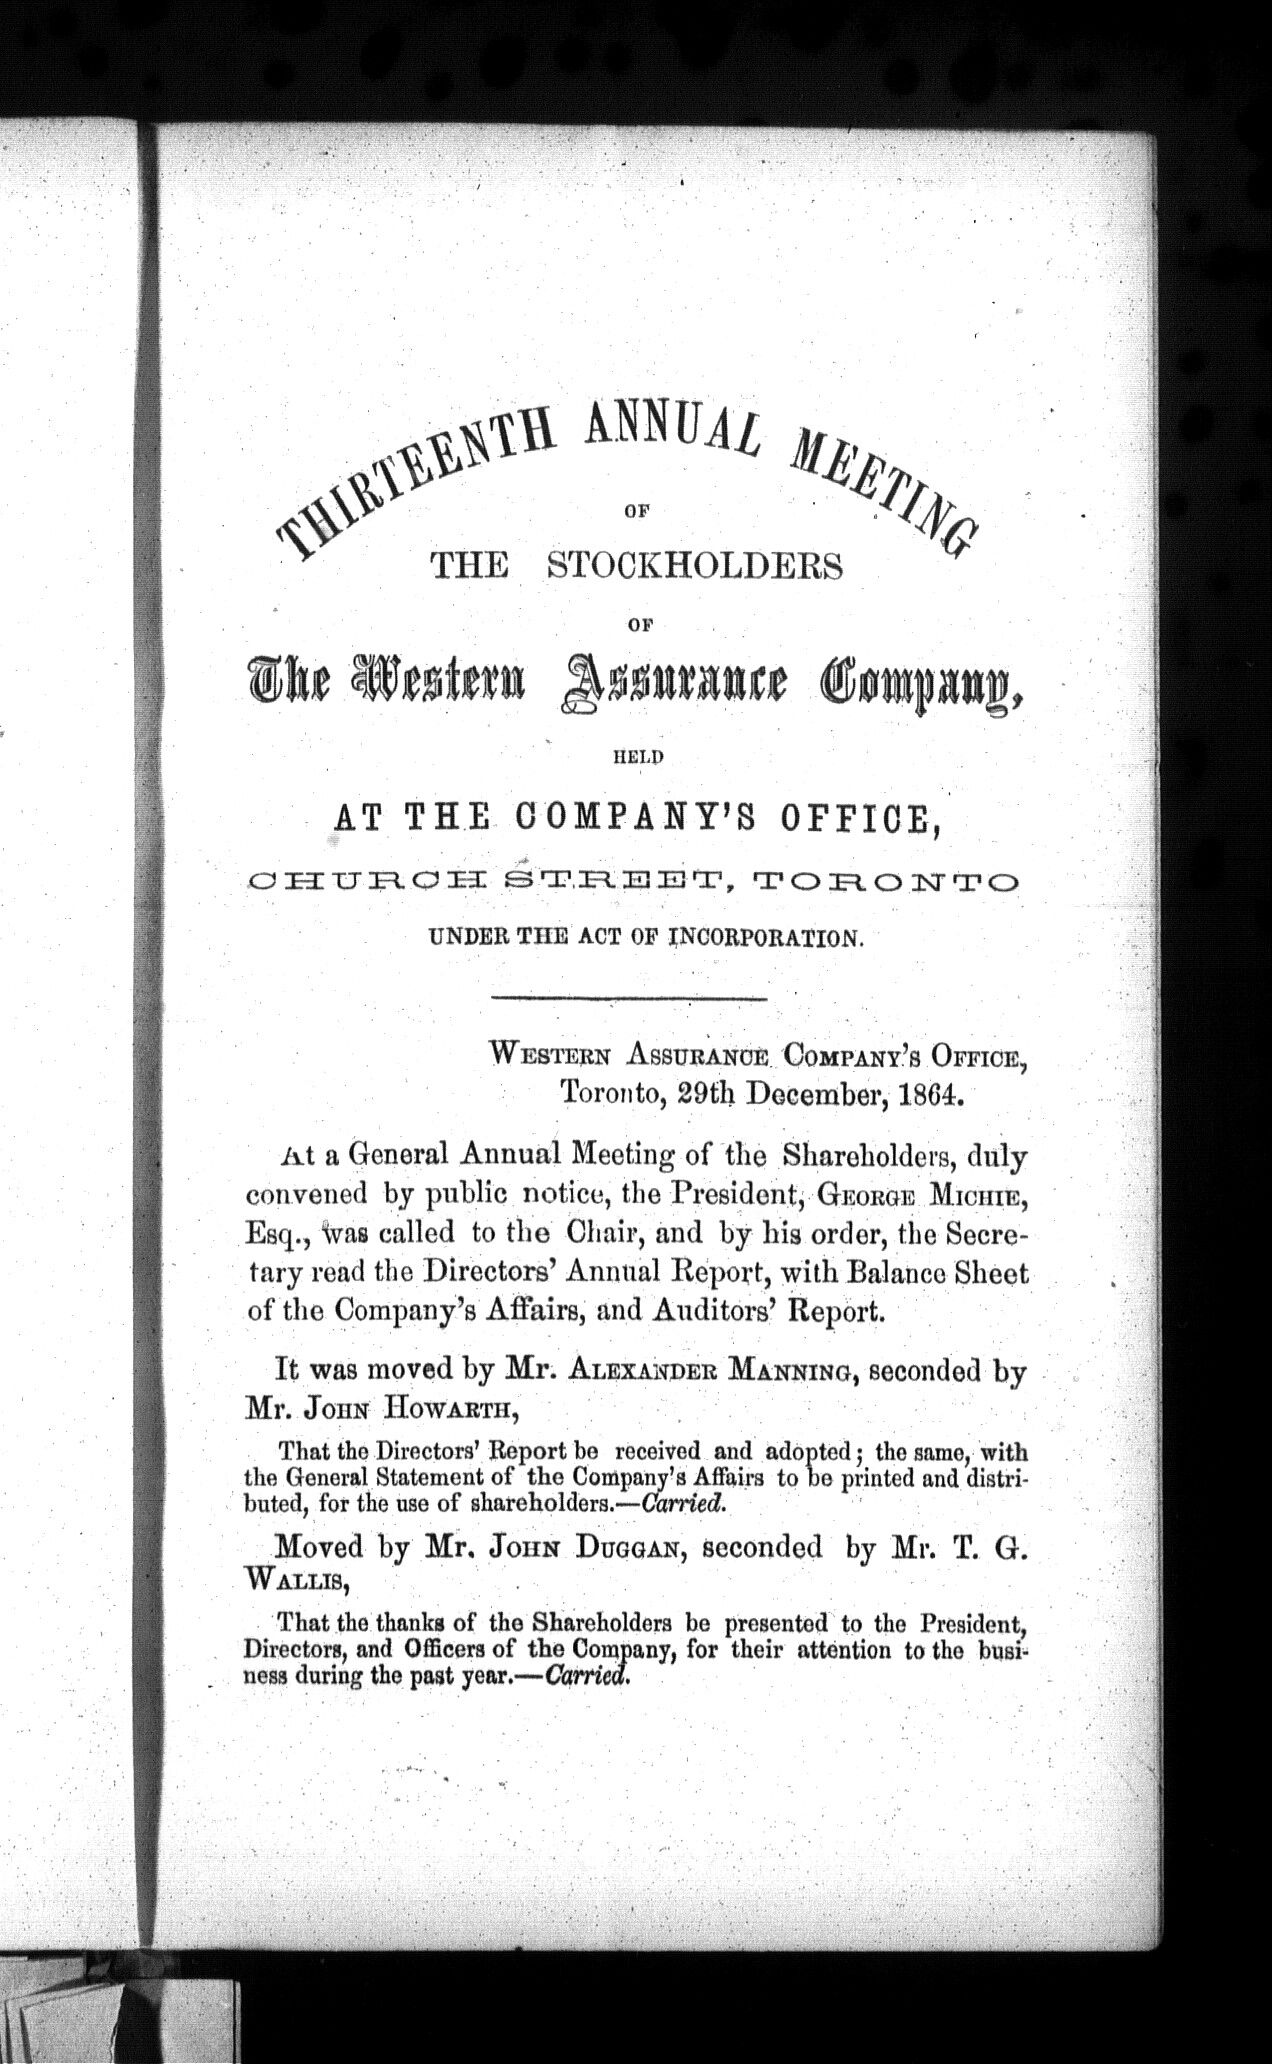 THIRTEENTH ANNUAL MEETING
OF
THE STOCKHOLDERS
OF
The Western Assurance Company,
HELD
AT THE COMPANY'S OFFICE,
CHURCH STREET, TORONTO
UNDER THE ACT OF INCORPORATION.
WESTERN ASSURANCE COMPANY'S OFFICE,
Toronto, 29th December, 1864.
At a General Annual Meeting of the Shareholders, duly
convened by public notice, the President, GEORGE MICHIE,
Esq., was called to the Chair, and by his order, the Secre-
tary read the Directors' Annual Report, with Balance Sheet
of the Company's Affairs, and Auditors' Report.
It was moved by Mr. ALEXANDER MANNING, seconded by
Mr. JOHN HOWARTH,
That the Directors' Report be received and adopted; the same, with
the General Statement of the Company's Affairs to be printed and distri-
buted, for the use of shareholders.—Carried.
Moved by Mr. JOHN DUGGAN, seconded by Mr. T. G.
WALLIS,
That the thanks of the Shareholders be presented to the President,
Directors, and Officers of the Company, for their attention to the busi-
ness during the past year.—Carried.